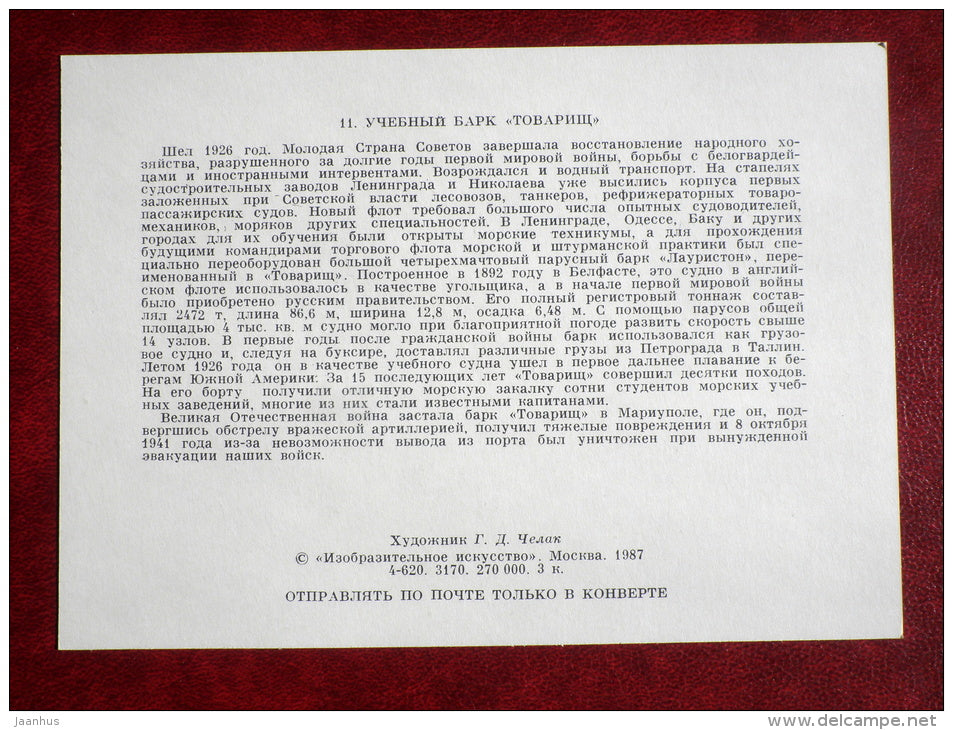 11. УЧЕБНЫЙ БАРК «ТОВАРИЩ»
Шел 1926 год. Молодая Страна Советов завершала восстановление народного хо-
зяйства, разрушенного за долгие годы первой мировой войны, борьбы с белогвардей-
цами и иностранными интервентами. Возрождался и водный транспорт. На стапелях
судостроительных заводов Ленинграда и Николаева уже высились корпуса первых
заложенных при Советской власти лесовозов, танкеров, рефрижераторных товаро-
пассажирских судов. Новый флот требовал большого числа опытных судоводителей,
механиков, моряков других специальностей. В Ленинграде, Одессе, Баку и других
городах для их обучения были открыты морские техникумы, а для прохождения
будущими командирами торгового флота морской и штурманской практики был спе-
циально переоборудован большой четырехмачтовый парусный барк «Лауристон», пере-
именованный в «Товарищ». Построенное в 1892 году в Белфасте, это судно в англий-
ском флоте использовалось в качестве угольщика, а в начале первой мировой войны
было приобретено русским правительством. Его полный регистровый тоннаж состав-
лял 2472 т, длина 86,6 м, ширина 12,8 м, осадка 6,48 м. С помощью парусов общей
площадью 4 тыс. кв. м судно могло при благоприятной погоде развить скорость свыше
14 узлов. В первые годы после гражданской войны барк использовался как грузо-
вое судно и, следуя на буксире, доставлял различные грузы из Петрограда в Таллин.
Летом 1926 года он в качестве учебного судна ушел в первое дальнее плавание к бе-
регам Южной Америки. За 15 последующих лет «Товарищ» совершил десятки походов.
На его борту получили отличную морскую закалку сотни студентов морских учеб-
ных заведений, многие из них стали известными капитанами.
Великая Отечественная война застала барк «Товарищ» в Мариуполе, где он, под-
вергшись обстрелу вражеской артиллерией, получил тяжелые повреждения и 8 октября
1941 года из-за невозможности вывода из порта был уничтожен при вынужденной
эвакуации наших войск.
Художник Г. Д. Челак
© «Изобразительное искусство». Москва. 1987
4-620. 3170. 270 000. 3 к.
ОТПРАВЛЯТЬ ПО ПОЧТЕ ТОЛЬКО В КОНВЕРТЕ
jaanhus
www.delcampe.net